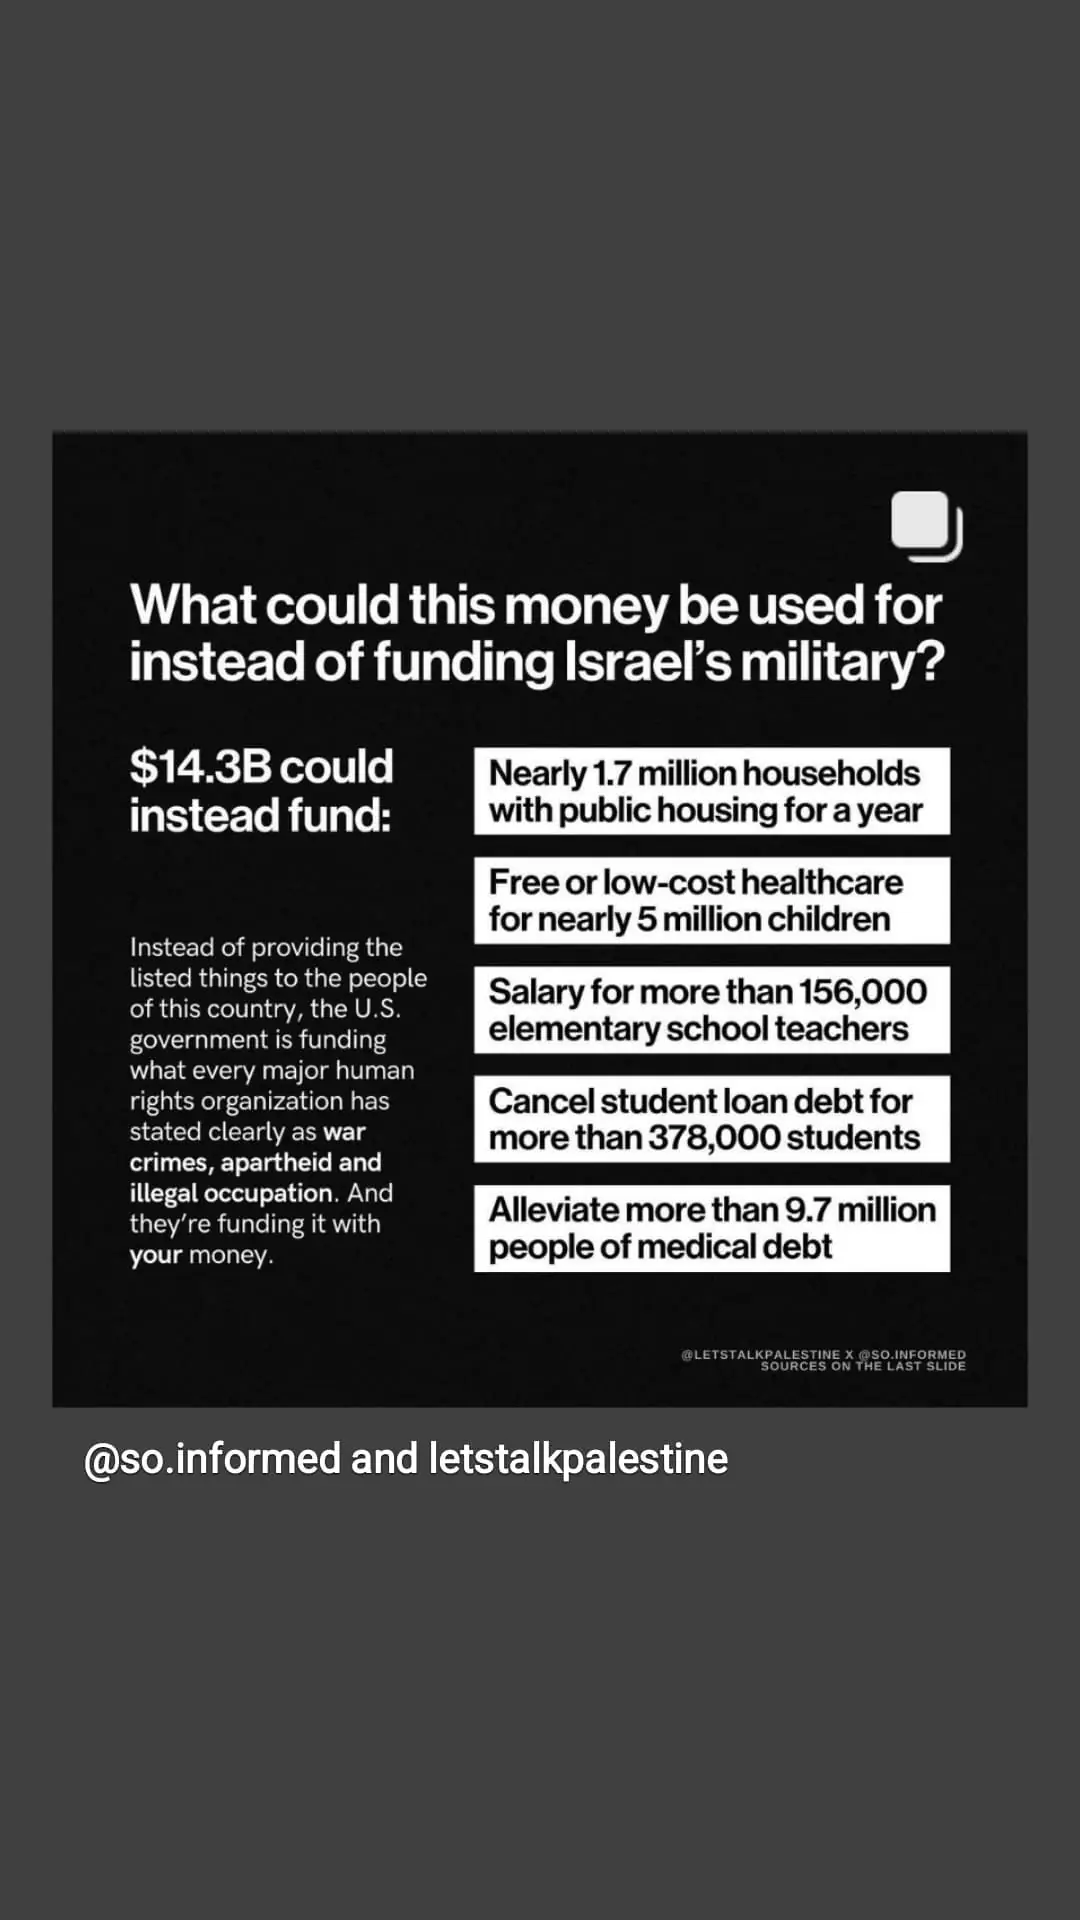 What could this money be used for
instead of funding Israel's military?
$14.3B could
instead fund:
Instead of providing the
listed things to the people
of this country, the U.S.
government is funding
what every major human
rights organization has
stated clearly as war
crimes, apartheid and
illegal occupation. And
they're funding it with
your money.
Nearly 1.7 million households
with public housing for a year
Free or low-cost healthcare
for nearly 5 million children
Salary for more than 156,000
elementary school teachers
Cancel student loan debt for
more than 378,000 students
Alleviate more than 9.7 million
people of medical debt
@LETSTALKPALESTINE X @SO.INFORMED
SOURCES ON THE LAST SLIDE
@so.informed and letstalkpalestine